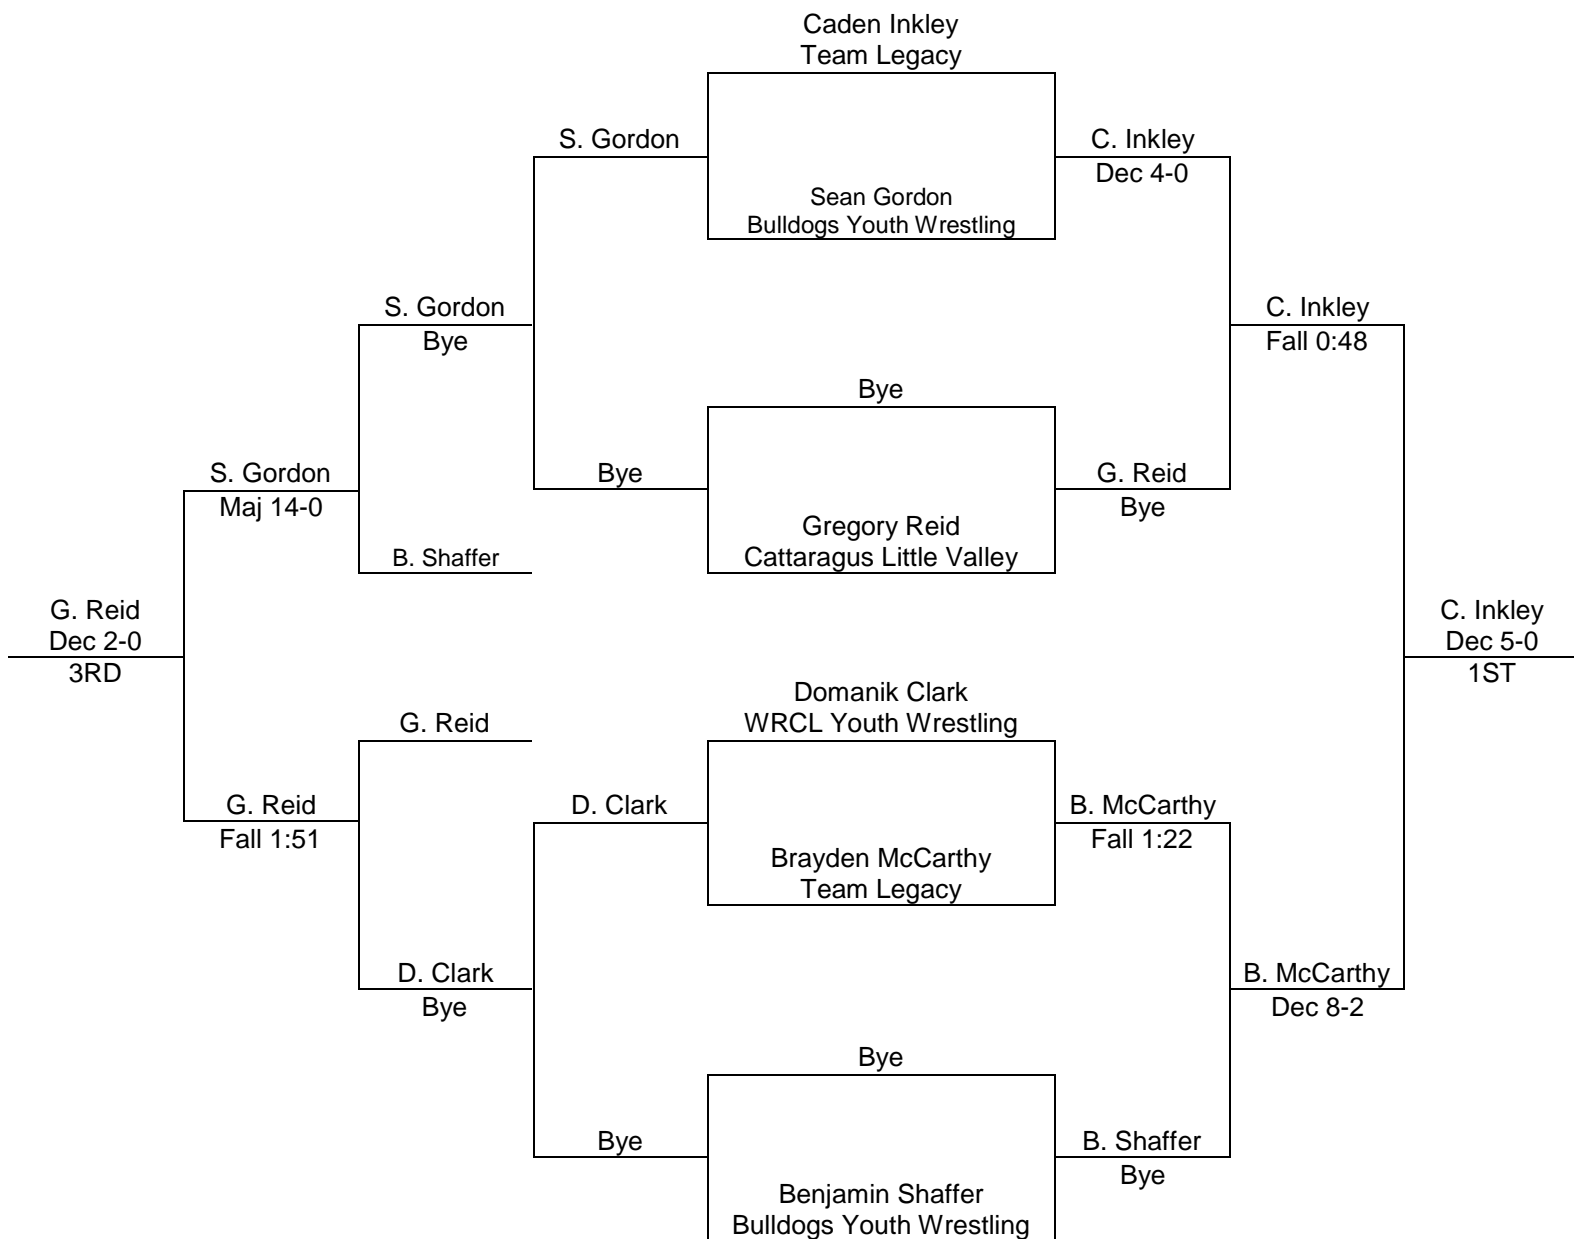 Caden Inkley
Team Legacy
S. Gordon
C. Inkley
Dec 4-0
Sean Gordon
Bulldogs Youth Wrestling
S. Gordon
Bye
C. Inkley
Fall 0:48
Bye
S. Gordon
Maj 14-0
Bye
G. Reid
Bye
Gregory Reid
Cattaragus Little Valley
B. Shaffer
G. Reid
Dec 2-0
3RD
C. Inkley
Dec 5-0
1ST
Domanik Clark
WRCL Youth Wrestling
G. Reid
G. Reid
Fall 1:51
D. Clark
B. McCarthy
Fall 1:22
Brayden McCarthy
Team Legacy
D. Clark
Bye
B. McCarthy
Dec 8-2
Bye
Bye
B. Shaffer
Bye
Benjamin Shaffer
Bulldogs Youth Wrestling